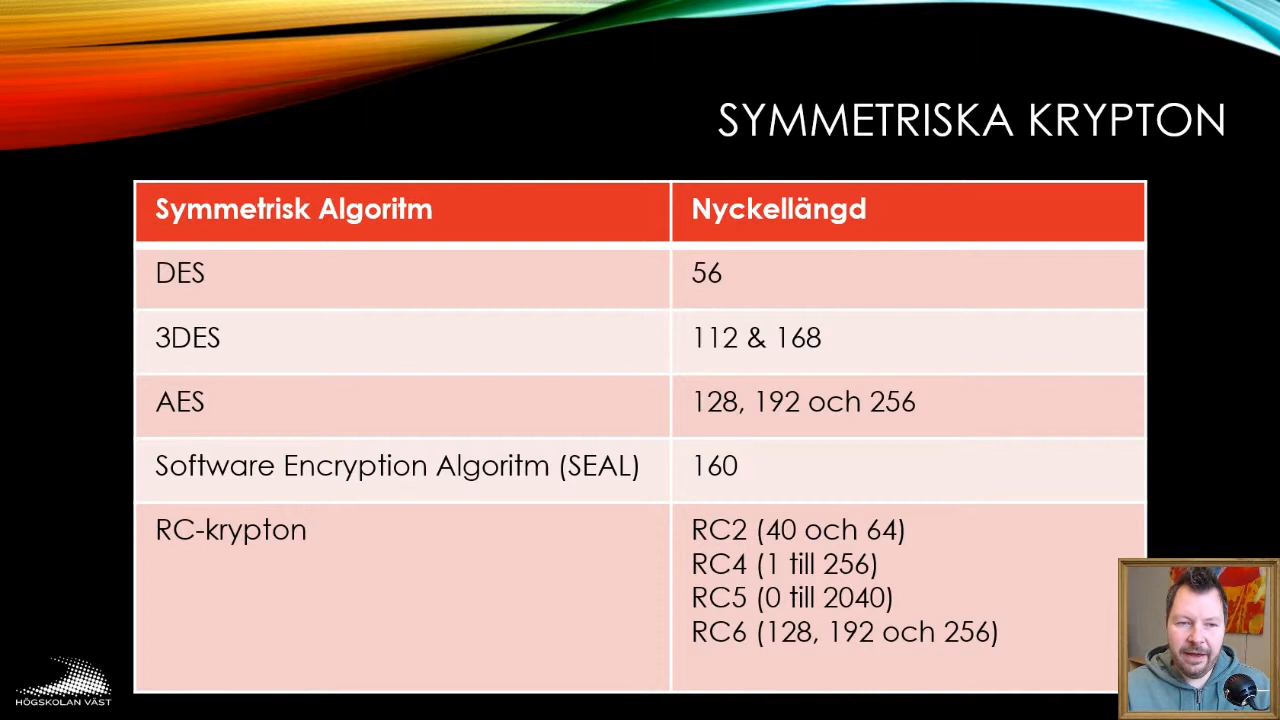 SYMMETRISKA KRYPTON
Symmetrisk Algoritm
Nyckellängd
DES
56
3DES
112 & 168
AES
128, 192 och 256
Software Encryption Algoritm (SEAL)
160
RC-krypton
RC2 (40 och 64)
RC4 (1 till 256)
RC5 (0 till 2040)
RC6 (128, 192 och 256)
HÖGSKOLAN VÄST